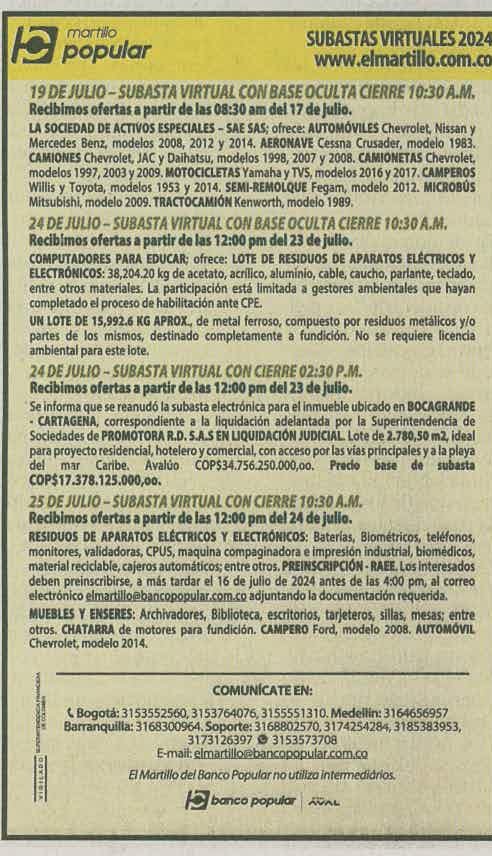 martillo
popular
SUBASTAS VIRTUALES 2024
www.elmartillo.com.co
19 DE JULIO – SUBASTA VIRTUAL CON BASE OCULTA CIERRE 10:30 A.M.
Recibimos ofertas a partir de las 08:30 am del 17 de julio.
LA SOCIEDAD DE ACTIVOS ESPECIALES – SAE SAS; ofrece: AUTOMÓVILES Chevrolet, Nissan y
Mercedes Benz, modelos 2008, 2012 y 2014. AERONAVE Cessna Crusader, modelo 1983.
CAMIONES Chevrolet, JAC y Daihatsu, modelos 1998, 2007 y 2008. CAMIONETAS Chevrolet,
modelos 1997, 2003 y 2009. MOTOCICLETAS Yamaha y TVS, modelos 2016 y 2017. CAMPEROS
Willis y Toyota, modelos 1953 y 2014. SEMI-REMOLQUE Fegam, modelo 2012. MICROBÚS
Mitsubishi, modelo 2009. TRACTOCAMIÓN Kenworth, modelo 1989.
24 DE JULIO – SUBASTA VIRTUAL CON BASE OCULTA CIERRE 10:30 A.M.
Recibimos ofertas a partir de las 12:00 pm del 23 de julio.
COMPUTADORES PARA EDUCAR; ofrece: LOTE DE RESIDUOS DE APARATOS ELÉCTRICOS Y
ELECTRÓNICOS: 38,204.20 kg de acetato, acrílico, aluminio, cable, caucho, parlante, teclado,
entre otros materiales. La participación está limitada a gestores ambientales que hayan
completado el proceso de habilitación ante CPE.
UN LOTE DE 15,992.6 KG APROX., de metal ferroso, compuesto por residuos metálicos y/o
partes de los mismos, destinado completamente a fundición. No se requiere licencia
ambiental para este lote.
24 DE JULIO – SUBASTA VIRTUAL CON CIERRE 02:30 P.M.
Recibimos ofertas a partir de las 12:00 pm del 23 de julio.
Se informa que se reanudó la subasta electrónica para el inmueble ubicado en BOCAGRANDE
- CARTAGENA, correspondiente a la liquidación adelantada por la Superintendencia de
Sociedades de PROMOTORA R.D. S.A.S EN LIQUIDACIÓN JUDICIAL. Lote de 2.780,50 m2, ideal
para proyecto residencial, hotelero y comercial, con acceso por las vías principales y a la playa
del mar Caribe. Avalúo COP$34.756.250.000,oo. Precio base de subasta
COP$17.378.125.000,oo.
25 DE JULIO – SUBASTA VIRTUAL CON CIERRE 10:30 A.M.
Recibimos ofertas a partir de las 12:00 pm del 24 de julio.
RESIDUOS DE APARATOS ELÉCTRICOS Y ELECTRÓNICOS: Baterías, Biométricos, teléfonos,
monitores, validadoras, CPUS, maquina compaginadora e impresión industrial, biomédicos,
material reciclable, cajeros automáticos; entre otros. PREINSCRIPCIÓN - RAEE. Los interesados
deben preinscribirse, a más tardar el 16 de julio de 2024 antes de las 4:00 pm, al correo
electrónico elmartillo@bancopopular.com.co adjuntando la documentación requerida.
MUEBLES Y ENSERES: Archivadores, Biblioteca, escritorios, tarjeteros, sillas, mesas; entre
otros. CHATARRA de motores para fundición. CAMPERO Ford, modelo 2008. AUTOMÓVIL
Chevrolet, modelo 2014.
VIGILADO SUPERINTENDENCIA FINANCIERA
DE COLOMBIA
COMUNÍCATE EN:
Bogotá: 3153552560, 3153764076, 3155551310. Medellín: 3164656957
Barranquilla: 3168300964. Soporte: 3168802570, 3174254284, 3185383953,
3173126397 3153573708
E-mail: elmartillo@bancopopular.com.co
El Martillo del Banco Popular no utiliza intermediários.
banco popular AVAL